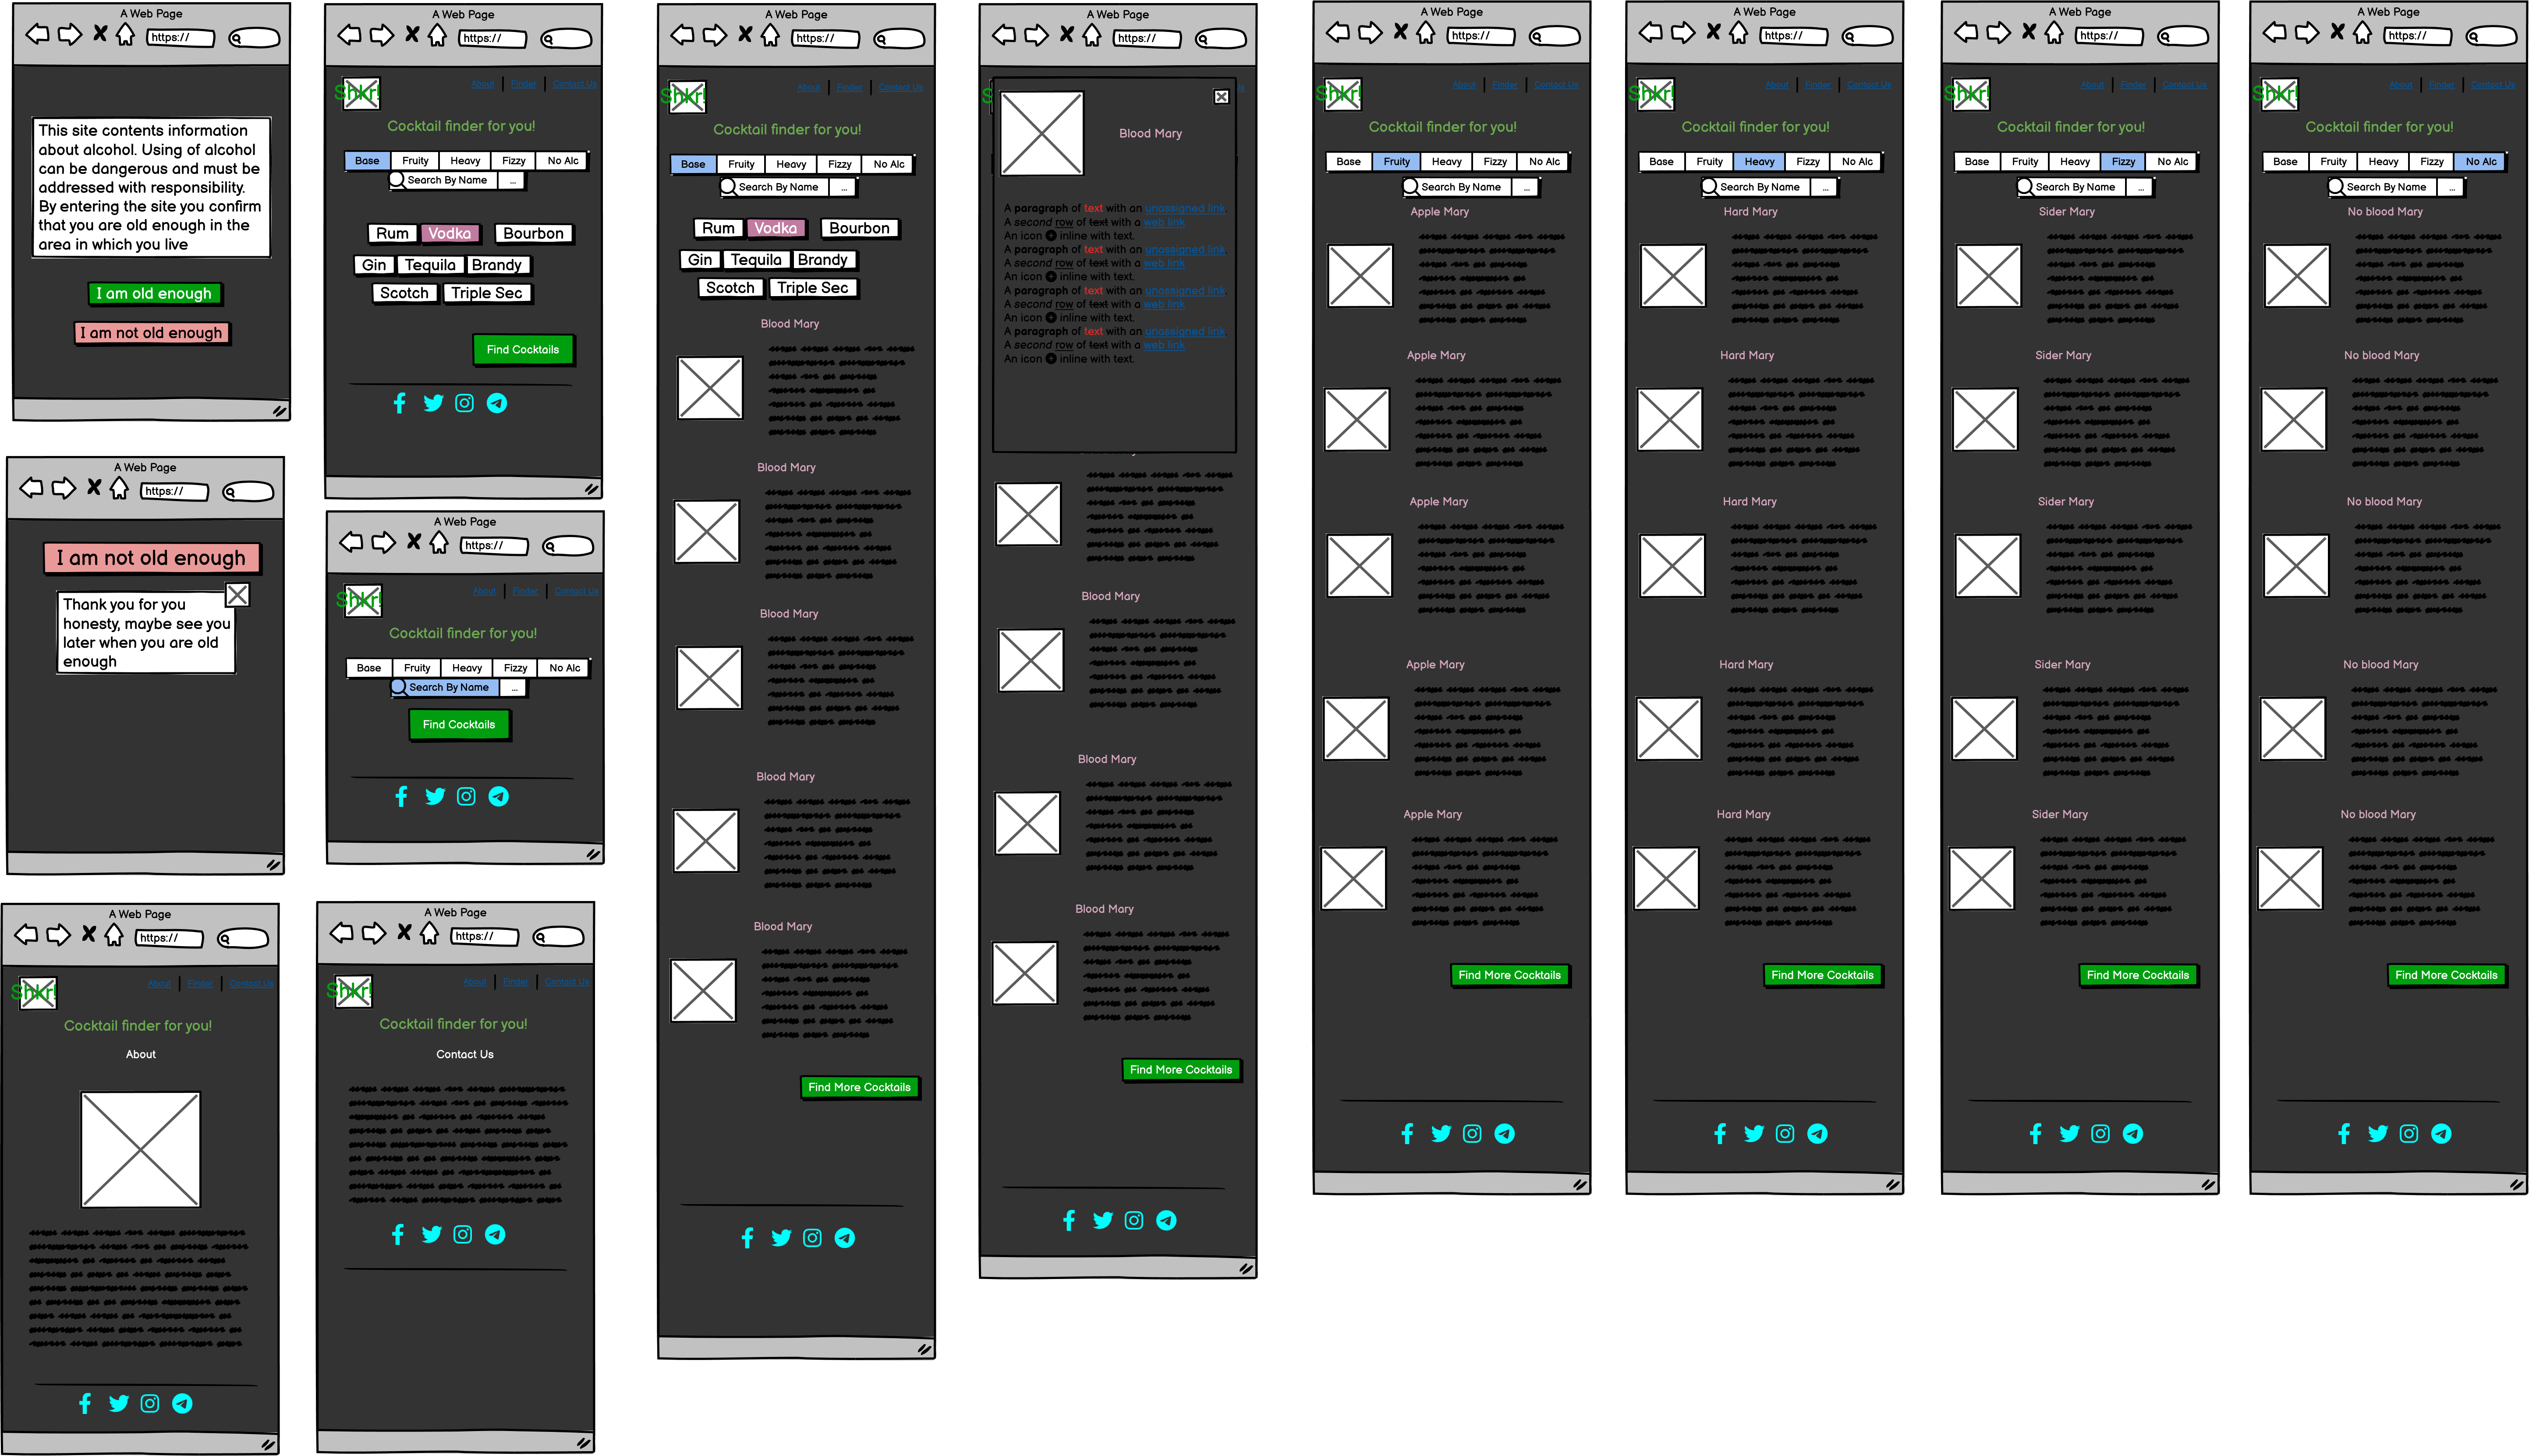 A Web Page
https://
This site contents information
about alcohol. Using of alcohol
can be dangerous and must be
addressed with responsibility.
By entering the site you confirm
that you are old enough in the
area in which you live
I am old enough
I am not old enough
A Web Page
https://
I am not old enough
Thank you for you
honesty, maybe see you
later when you are old
enough
A Web Page
https://
Shkr!
About Finder Contact Us
Cocktail finder for you!
About
A Web Page
https://
Shkr!
About Finder Contact Us
Cocktail finder for you!
Base Fruity Heavy Fizzy No Alc
Search By Name ...
Rum Vodka Bourbon
Gin Tequila Brandy
Scotch Triple Sec
Find Cocktails
A Web Page
https://
Shkr!
About Finder Contact Us
Cocktail finder for you!
Base Fruity Heavy Fizzy No Alc
Search By Name ...
Find Cocktails
A Web Page
https://
Shkr!
About Finder Contact Us
Cocktail finder for you!
Contact Us
A Web Page
https://
Shkr!
About Finder Contact Us
Cocktail finder for you!
Base Fruity Heavy Fizzy No Alc
Search By Name ...
Rum Vodka Bourbon
Gin Tequila Brandy
Scotch Triple Sec
Blood Mary
Blood Mary
Blood Mary
Blood Mary
Blood Mary
Find More Cocktails
A Web Page
https://
Blood Mary
A paragraph of text with an unassigned link.
A second row of text with a web link
An icon inline with text.
A paragraph of text with an unassigned link.
A second row of text with a web link
An icon inline with text.
A paragraph of text with an unassigned link.
A second row of text with a web link
An icon inline with text.
A paragraph of text with an unassigned link.
A second row of text with a web link
An icon inline with text.
Blood Mary
Blood Mary
Blood Mary
Find More Cocktails
A Web Page
https://
Shkr!
About Finder Contact Us
Cocktail finder for you!
Base Fruity Heavy Fizzy No Alc
Search By Name ...
Apple Mary
Apple Mary
Apple Mary
Apple Mary
Apple Mary
Find More Cocktails
A Web Page
https://
Shkr!
About Finder Contact Us
Cocktail finder for you!
Base Fruity Heavy Fizzy No Alc
Search By Name ...
Hard Mary
Hard Mary
Hard Mary
Hard Mary
Hard Mary
Find More Cocktails
A Web Page
https://
Shkr!
About Finder Contact Us
Cocktail finder for you!
Base Fruity Heavy Fizzy No Alc
Search By Name ...
Sider Mary
Sider Mary
Sider Mary
Sider Mary
Sider Mary
Find More Cocktails
A Web Page
https://
Shkr!
About Finder Contact Us
Cocktail finder for you!
Base Fruity Heavy Fizzy No Alc
Search By Name ...
No blood Mary
No blood Mary
No blood Mary
No blood Mary
No blood Mary
Find More Cocktails